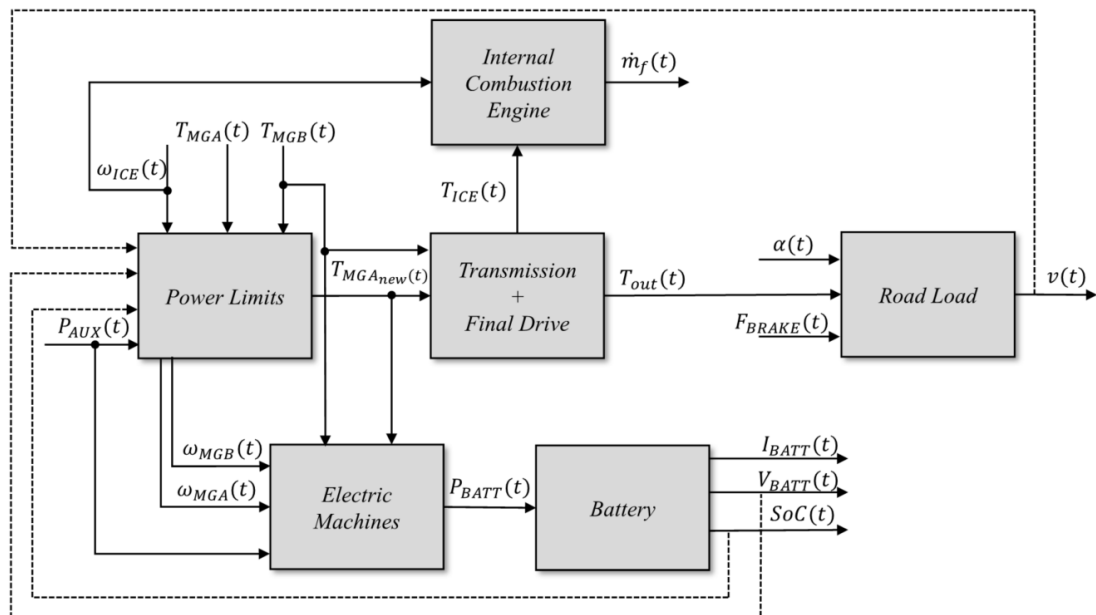 Internal
Combustion
Engine
ṁ_f(t)
T_MGA(t)
T_MGB(t)
ω_ICE(t)
T_ICE(t)
Power Limits
T_MGA_new(t)
Transmission
+
Final Drive
T_out(t)
α(t)
F_BRAKE(t)
Road Load
v(t)
P_AUX(t)
ω_MGB(t)
ω_MGA(t)
Electric
Machines
P_BATT(t)
Battery
I_BATT(t)
V_BATT(t)
SoC(t)